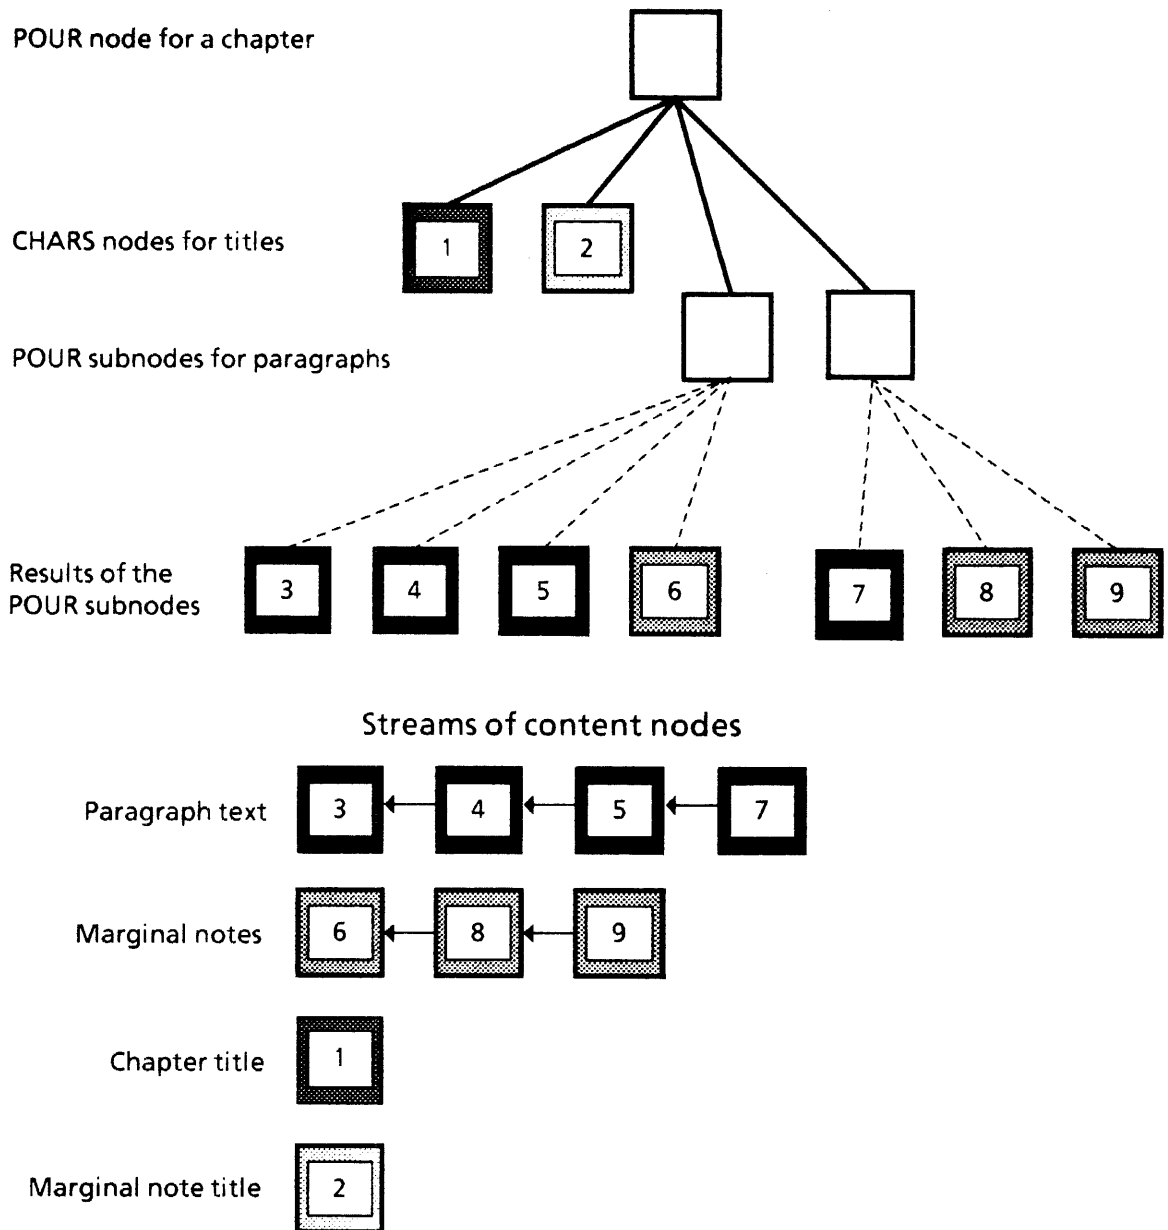 POUR node for a chapter
CHARS nodes for titles
1
2
POUR subnodes for paragraphs
Results of the
POUR subnodes
3
4
5
6
7
8
9
Streams of content nodes
Paragraph text
3
4
5
7
Marginal notes
6
8
9
Chapter title
1
Marginal note title
2